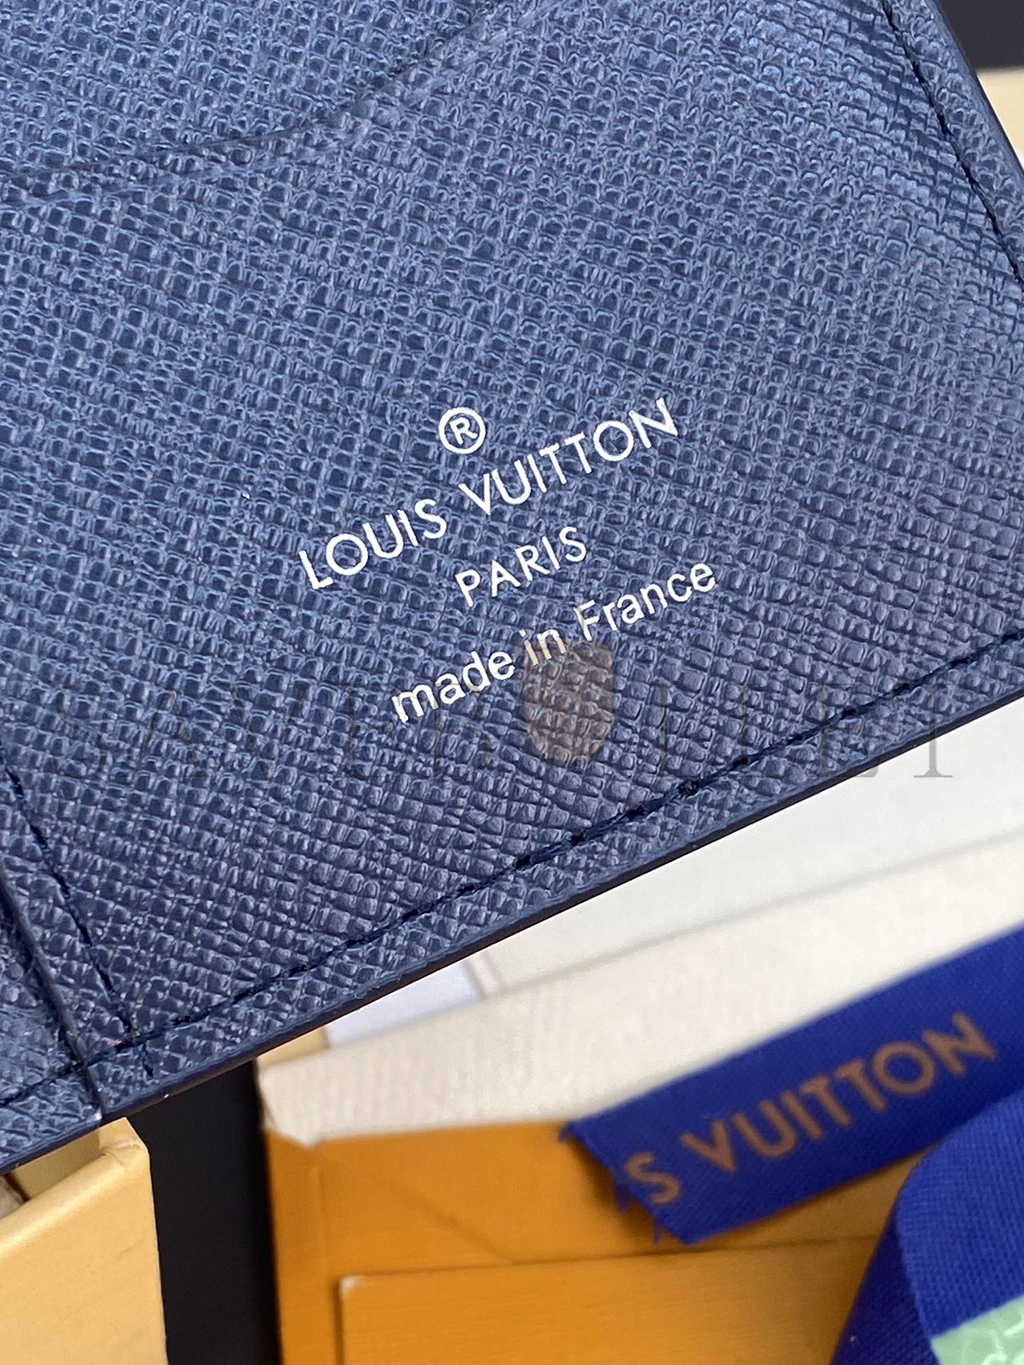 ®
LOUIS VUITTON
PARIS
made in France
S VUITTON